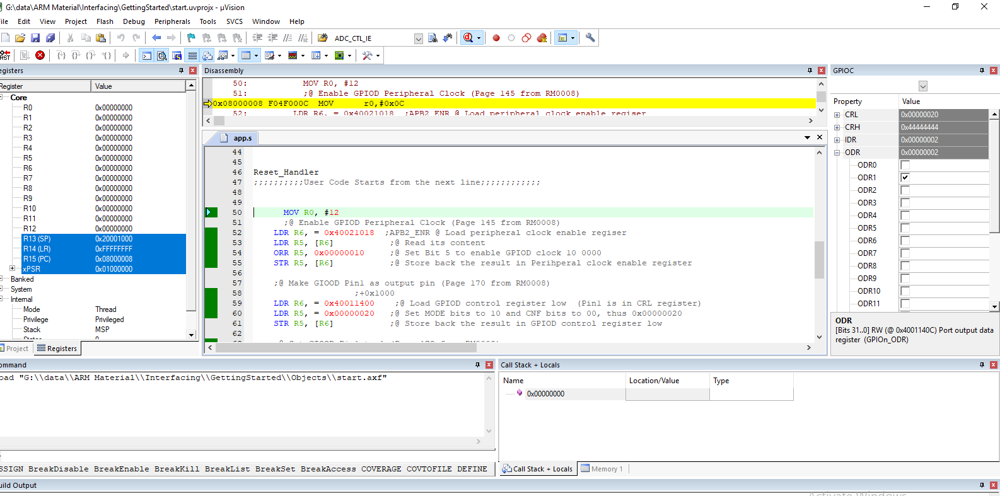 G:\data\ARM Material\Interfacing\GettingStarted\start.uvprojx - µVision
ile Edit View Project Flash Debug Peripherals Tools SVCS Window Help
ADC_CTL_IE
RST
egisters
Register Value
Core
R0 0x00000000
R1 0x00000000
R2 0x00000000
R3 0x00000000
R4 0x00000000
R5 0x00000000
R6 0x00000000
R7 0x00000000
R8 0x00000000
R9 0x00000000
R10 0x00000000
R11 0x00000000
R12 0x00000000
R13 (SP) 0x20001000
R14 (LR) 0xFFFFFFFF
R15 (PC) 0x08000008
xPSR 0x01000000
Banked
System
Internal
Mode Thread
Privilege Privileged
Stack MSP
States 0
Project Registers
Disassembly
50: MOV R0, #12
51: ;@ Enable GPIOD Peripheral Clock (Page 145 from RM0008)
0x08000008 F04F000C MOV r0,#0x0C
52: LDR R6, = 0x40021018 ;APB2_ENR @ Load peripheral clock enable regiser
app.s
44
45
46 Reset_Handler
47 ;;;;;;;;;;User Code Starts from the next line;;;;;;;;;;;;
48
49
50 MOV R0, #12
51 ;@ Enable GPIOD Peripheral Clock (Page 145 from RM0008)
52 LDR R6, = 0x40021018 ;APB2_ENR @ Load peripheral clock enable regiser
53 LDR R5, [R6] ;@ Read its content
54 ORR R5, 0x00000010 ;@ Set Bit 5 to enable GPIOD clock 10 0000
55 STR R5, [R6] ;@ Store back the result in Perihperal clock enable register
56
57 ;@ Make GIOOD Pin1 as output pin (Page 170 from RM0008)
58 ;+0x1000
59 LDR R6, = 0x40011400 ;@ Load GPIOD control register low (Pin1 is in CRL register)
60 LDR R5, = 0x00000020 ;@ Set MODE bits to 10 and CNF bits to 00, thus 0x00000020
61 STR R5, [R6] ;@ Store back the result in GPIOD control register low
62
GPIOC
Property Value
CRL 0x00000020
CRH 0x44444444
IDR 0x00000002
ODR 0x00000002
ODR0
ODR1
ODR2
ODR3
ODR4
ODR5
ODR6
ODR7
ODR8
ODR9
ODR10
ODR11
ODR
[Bits 31..0] RW (@ 0x4001140C) Port output data
register (GPIOn_ODR)
ommand
oad "G:\\data\\ARM Material\\Interfacing\\GettingStarted\\Objects\\start.axf"
SSIGN BreakDisable BreakEnable BreakKill BreakList BreakSet BreakAccess COVERAGE COVTOFILE DEFINE
Call Stack + Locals
Name Location/Value Type
0x00000000
Call Stack + Locals Memory 1
uild Output
Activate Windows